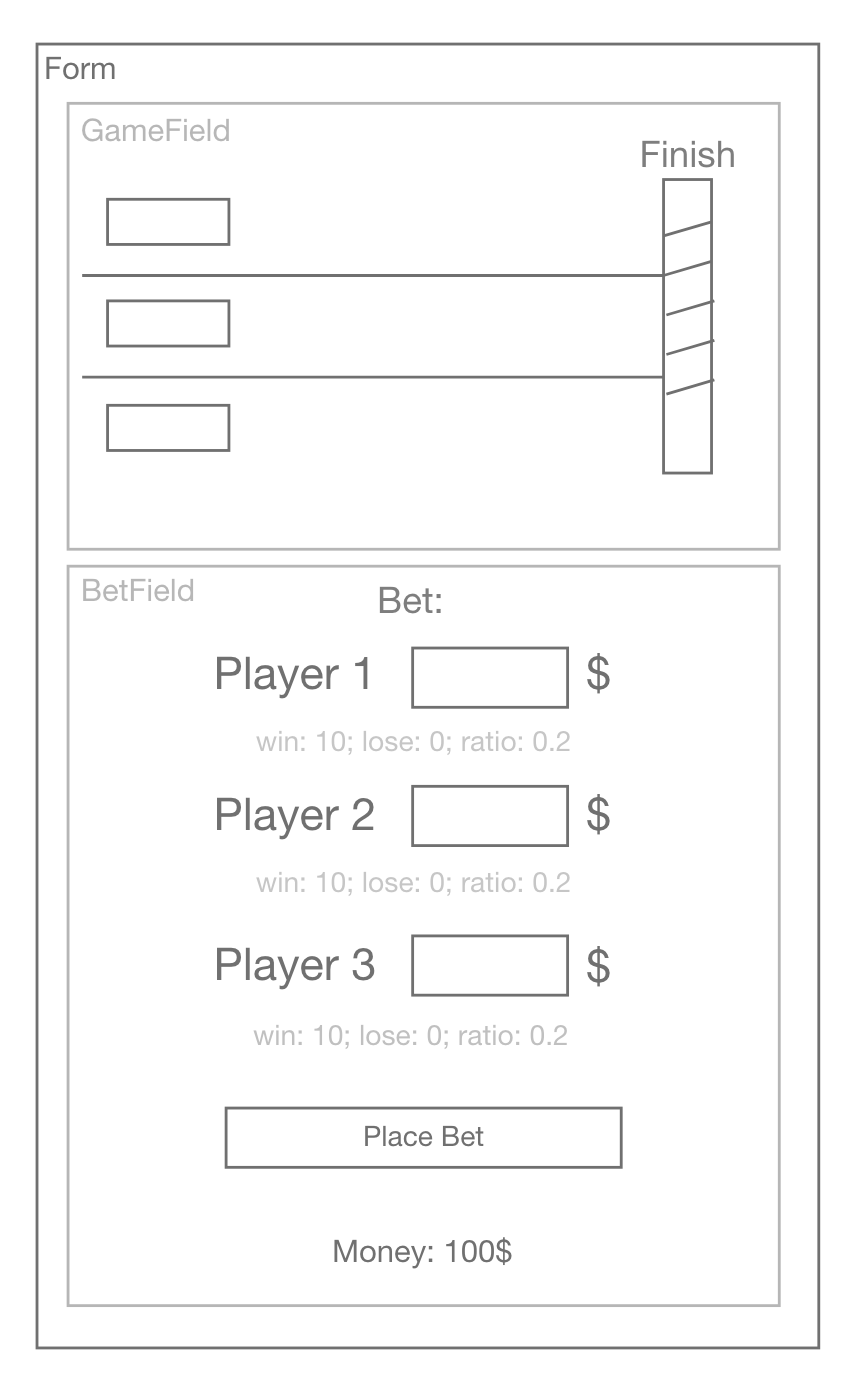 Form
GameField
Finish
BetField
Bet:
Player 1 $
win: 10; lose: 0; ratio: 0.2
Player 2 $
win: 10; lose: 0; ratio: 0.2
Player 3 $
win: 10; lose: 0; ratio: 0.2
Place Bet
Money: 100$